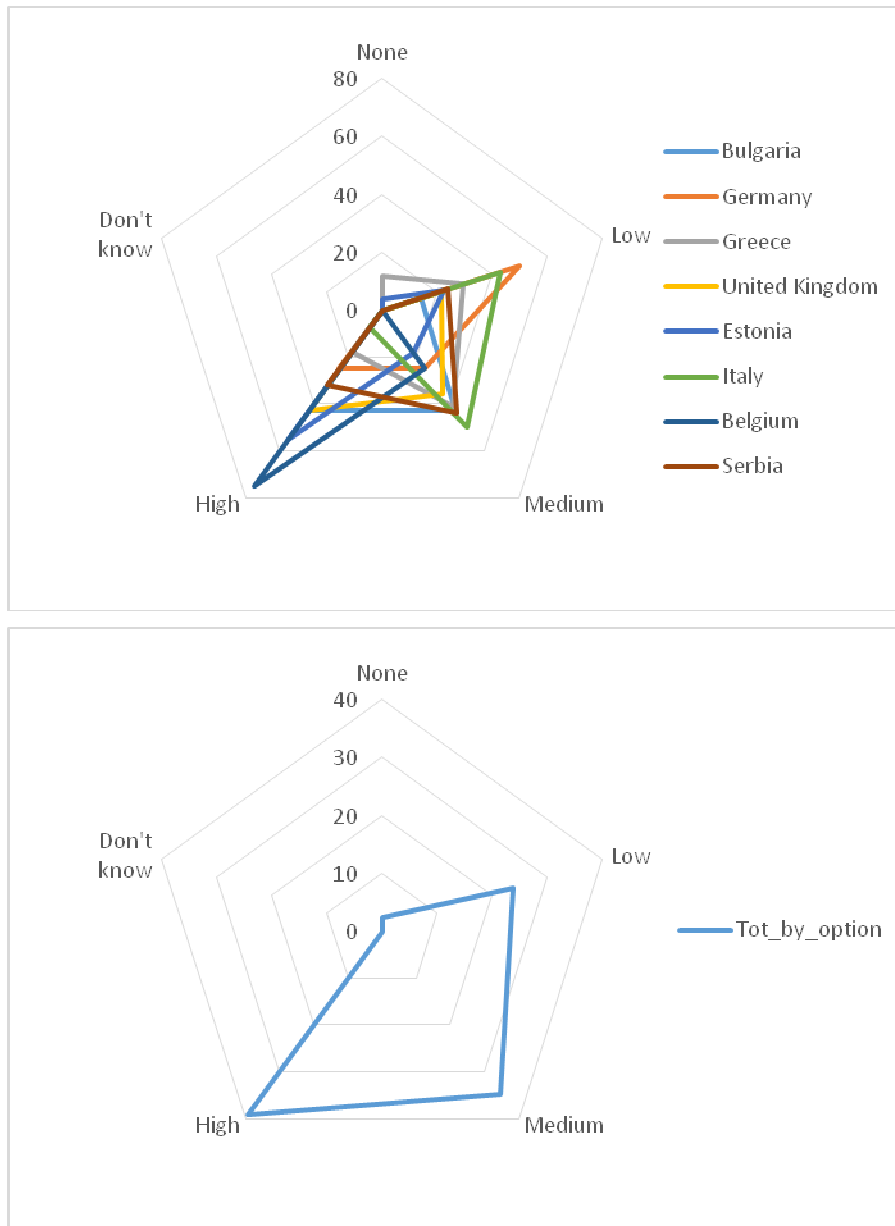 None
80
60
40
20
0
Don't
know
Low
High
Medium
Bulgaria
Germany
Greece
United Kingdom
Estonia
Italy
Belgium
Serbia
None
40
30
20
10
0
Don't
know
Low
High
Medium
Tot_by_option